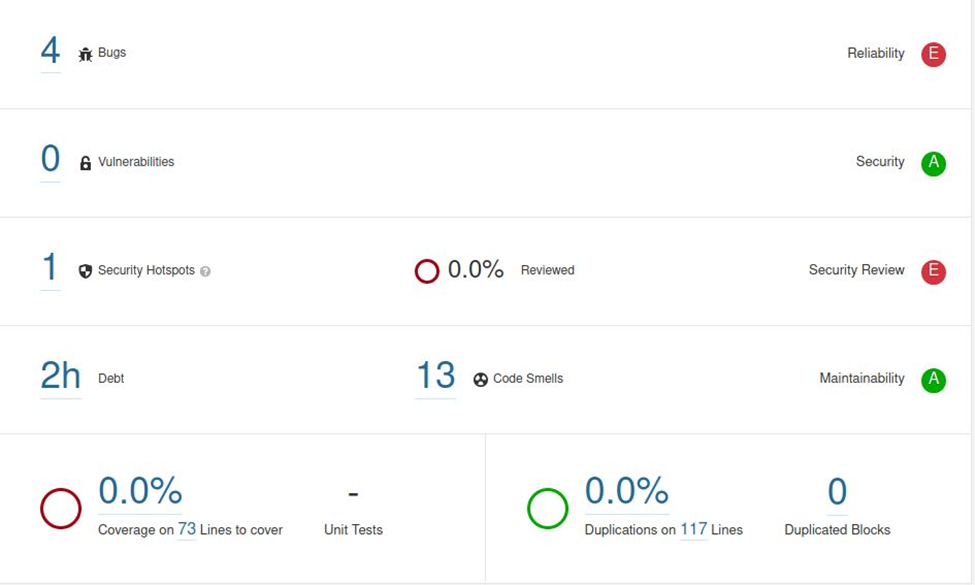 4 Bugs Reliability E
0 Vulnerabilities Security A
1 Security Hotspots ? 0.0% Reviewed Security Review E
2h Debt 13 Code Smells Maintainability A
0.0% - 0.0% 0
Coverage on 73 Lines to cover Unit Tests Duplications on 117 Lines Duplicated Blocks